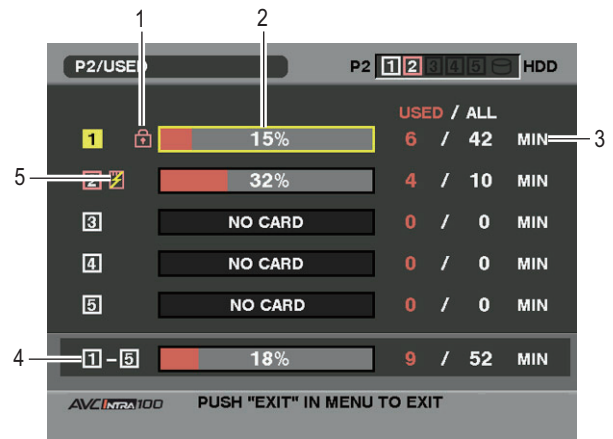 1 2
P2/USED P2 1 2 3 4 5 HDD
USED / ALL
1 15% 6 / 42 MIN 3
5 2 32% 4 / 10 MIN
3 NO CARD 0 / 0 MIN
4 NO CARD 0 / 0 MIN
5 NO CARD 0 / 0 MIN
4 1 - 5 18% 9 / 52 MIN
AVC INTRA 100 PUSH "EXIT" IN MENU TO EXIT